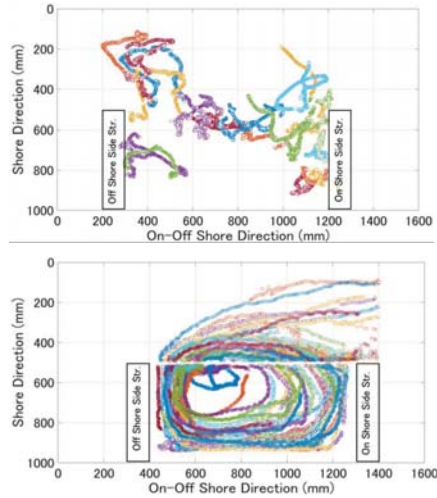 0
200
400
600
800
1000
Shore Direction (mm)
Off Shore Side Str.
On Shore Side Str.
0 200 400 600 800 1000 1200 1400 1600
On-Off Shore Direction (mm)
0
200
400
600
800
1000
Shore Direction (mm)
Off Shore Side Str.
On Shore Side Str.
0 200 400 600 800 1000 1200 1400 1600
On-Off Shore Direction (mm)